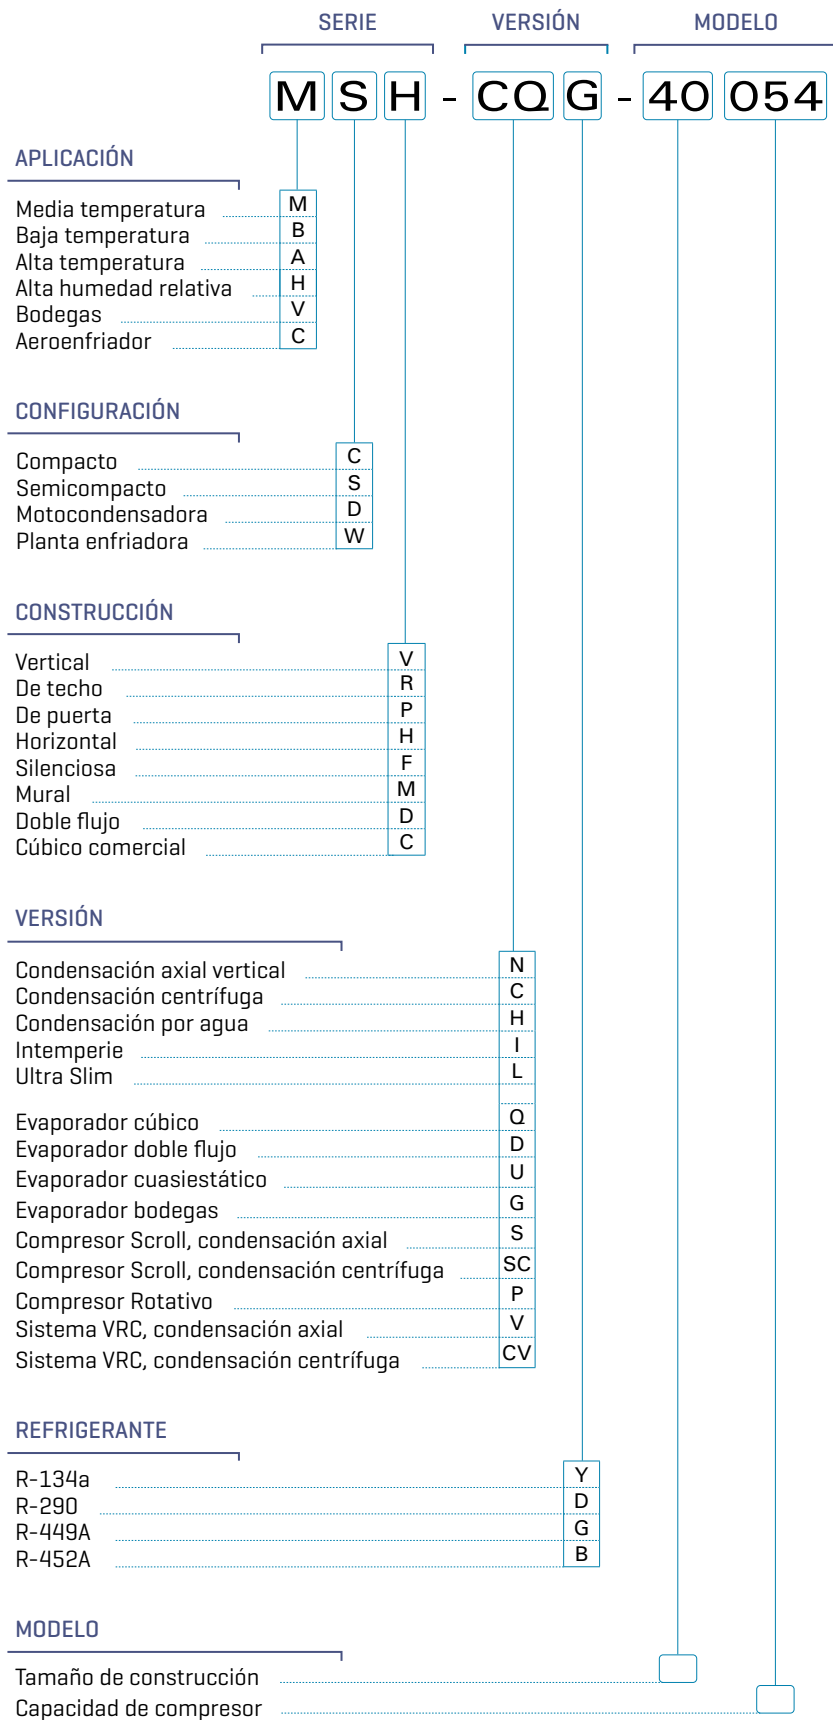 SERIE VERSIÓN MODELO
M S H - CQ G - 40 054
APLICACIÓN
Media temperatura M
Baja temperatura B
Alta temperatura A
Alta humedad relativa H
Bodegas V
Aeroenfriador C
CONFIGURACIÓN
Compacto C
Semicompacto S
Motocondensadora D
Planta enfriadora W
CONSTRUCCIÓN
Vertical V
De techo R
De puerta P
Horizontal H
Silenciosa F
Mural M
Doble flujo D
Cúbico comercial C
VERSIÓN
Condensación axial vertical N
Condensación centrífuga C
Condensación por agua H
Intemperie I
Ultra Slim L
Evaporador cúbico Q
Evaporador doble flujo D
Evaporador cuasiestático U
Evaporador bodegas G
Compresor Scroll, condensación axial S
Compresor Scroll, condensación centrífuga SC
Compresor Rotativo P
Sistema VRC, condensación axial V
Sistema VRC, condensación centrífuga CV
REFRIGERANTE
R-134a Y
R-290 D
R-449A G
R-452A B
MODELO
Tamaño de construcción
Capacidad de compresor